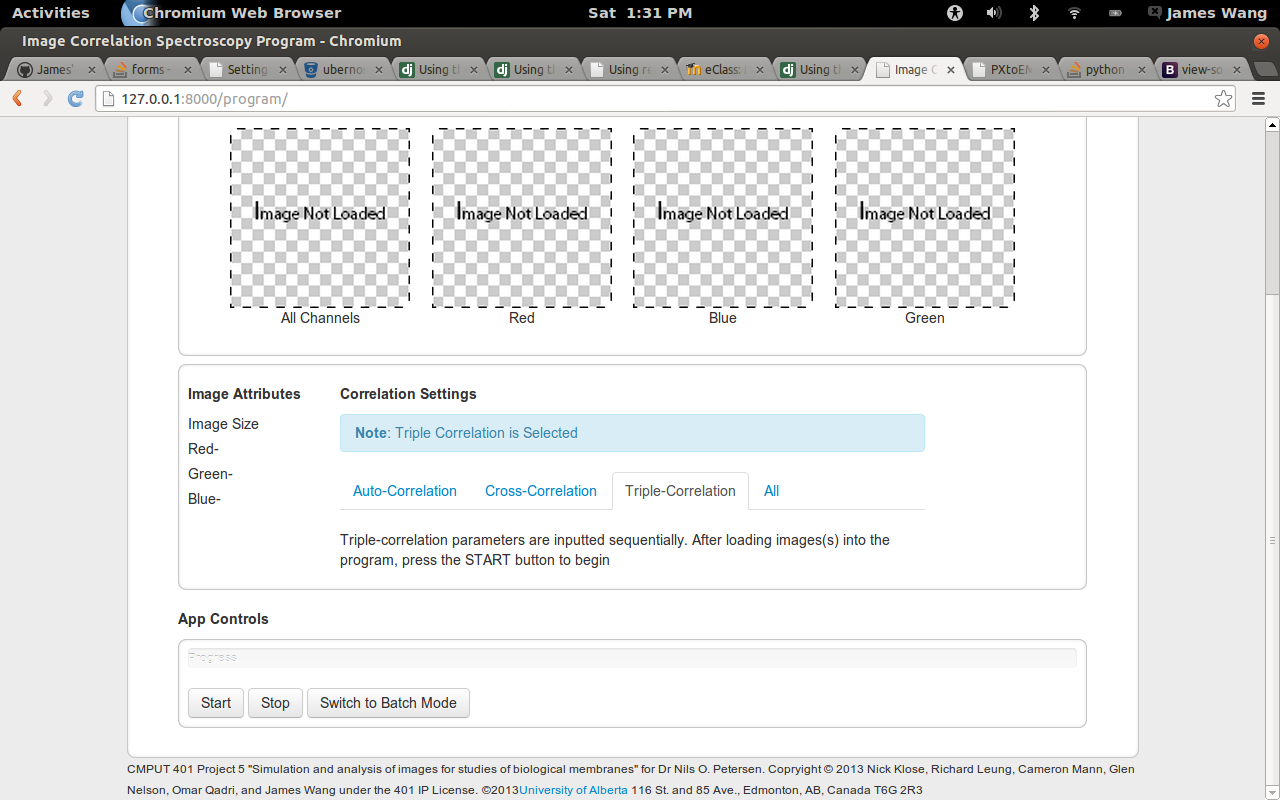 Activities Chromium Web Browser Sat 1:31 PM James Wang
Image Correlation Spectroscopy Program - Chromium
James' forms - Setting ubernos Using th Using th Using re eClass: Using th Image C PXtoEM python view-so
127.0.0.1:8000/program/
Image Not Loaded Image Not Loaded Image Not Loaded Image Not Loaded
All Channels Red Blue Green
Image Attributes Correlation Settings
Image Size
Note: Triple Correlation is Selected
Red-
Green-
Blue-
Auto-Correlation Cross-Correlation Triple-Correlation All
Triple-correlation parameters are inputted sequentially. After loading images(s) into the
program, press the START button to begin
App Controls
Progress
Start Stop Switch to Batch Mode
CMPUT 401 Project 5 "Simulation and analysis of images for studies of biological membranes" for Dr Nils O. Petersen. Copryright © 2013 Nick Klose, Richard Leung, Cameron Mann, Glen
Nelson, Omar Qadri, and James Wang under the 401 IP License. ©2013University of Alberta 116 St. and 85 Ave., Edmonton, AB, Canada T6G 2R3